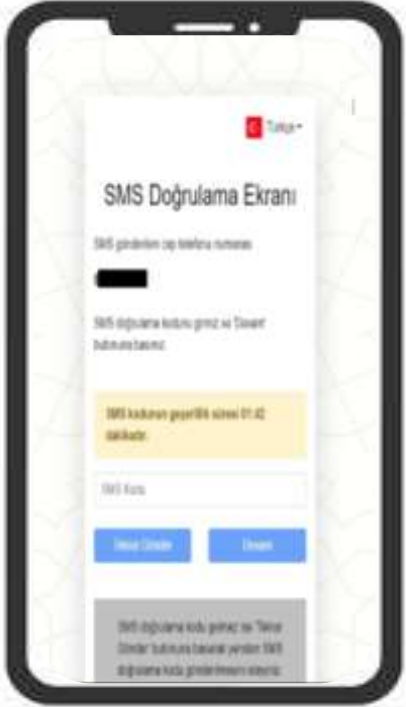 Türkçe
SMS Doğrulama Ekranı
SMS gönderilen cep telefonu numarası
SMS doğrulama kodunu giriniz ve 'Devam'
butonuna basınız.
SMS kodunun geçerlilik süresi 01:42
dakikadır.
SMS Kodu
Tekrar Gönder
Devam
SMS doğrulama kodu gelmez ise 'Tekrar
Gönder' butonuna basarak yeniden SMS
doğrulama kodu gönderilmesini isteyiniz.